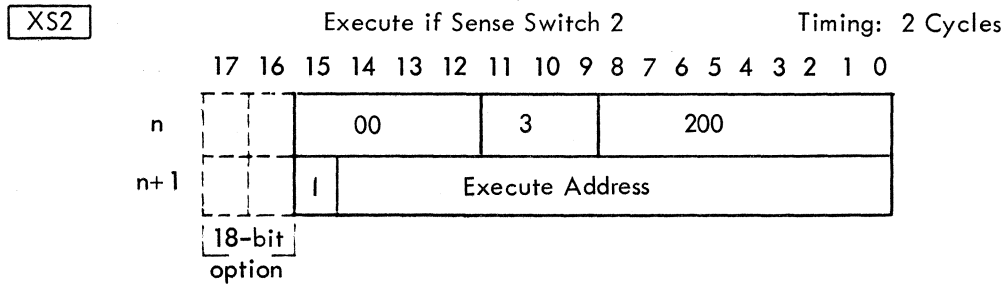 XS2 Execute if Sense Switch 2 Timing: 2 Cycles
17 16 15 14 13 12 11 10 9 8 7 6 5 4 3 2 1 0
n 00 3 200
n+1 I Execute Address
18-bit
option